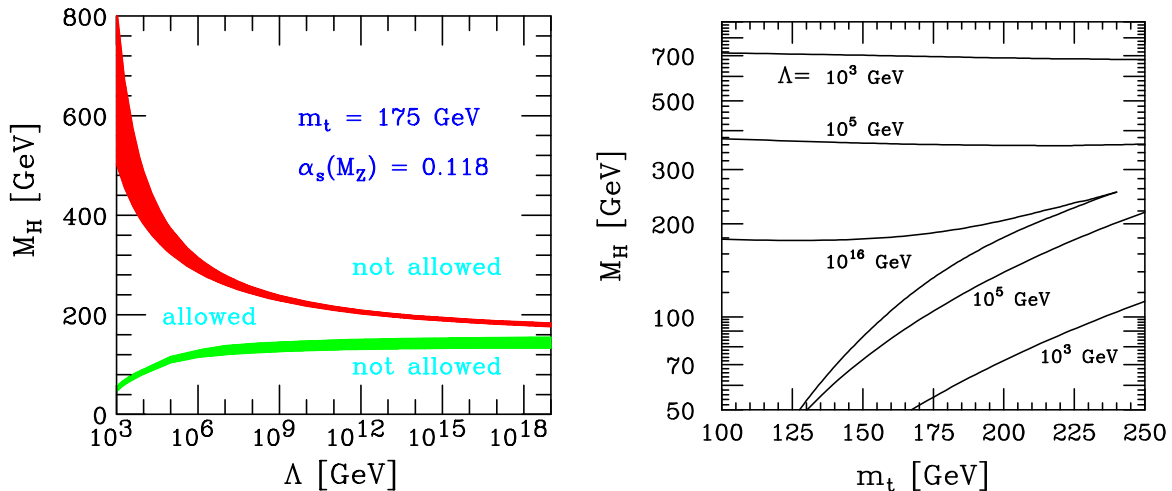 800
600
400
200
0
M_H [GeV]
m_t = 175 GeV
α_s(M_Z) = 0.118
not allowed
allowed
not allowed
10^3 10^6 10^9 10^12 10^15 10^18
Λ [GeV]
700
500
300
200
100
70
50
M_H [GeV]
Λ= 10^3 GeV
10^5 GeV
10^16 GeV
10^5 GeV
10^3 GeV
100 125 150 175 200 225 250
m_t [GeV]